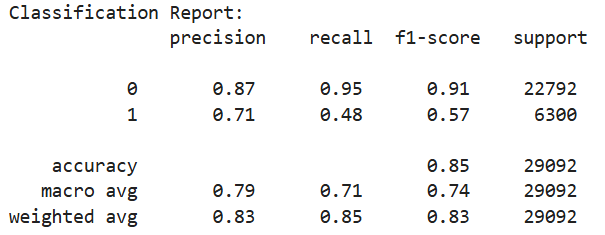 Classification Report:
precision recall f1-score support
0 0.87 0.95 0.91 22792
1 0.71 0.48 0.57 6300
accuracy 0.85 29092
macro avg 0.79 0.71 0.74 29092
weighted avg 0.83 0.85 0.83 29092